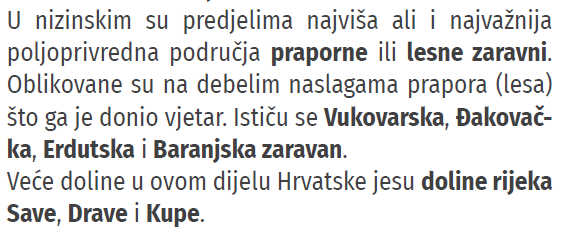 U nizinskim su predjelima najviša ali i najvažnija
poljoprivredna područja praporne ili lesne zaravni.
Oblikovane su na debelim naslagama prapora (lesa)
što ga je donio vjetar. Ističu se Vukovarska, Đakovač-
ka, Erdutska i Baranjska zaravan.
Veće doline u ovom dijelu Hrvatske jesu doline rijeka
Save, Drave i Kupe.